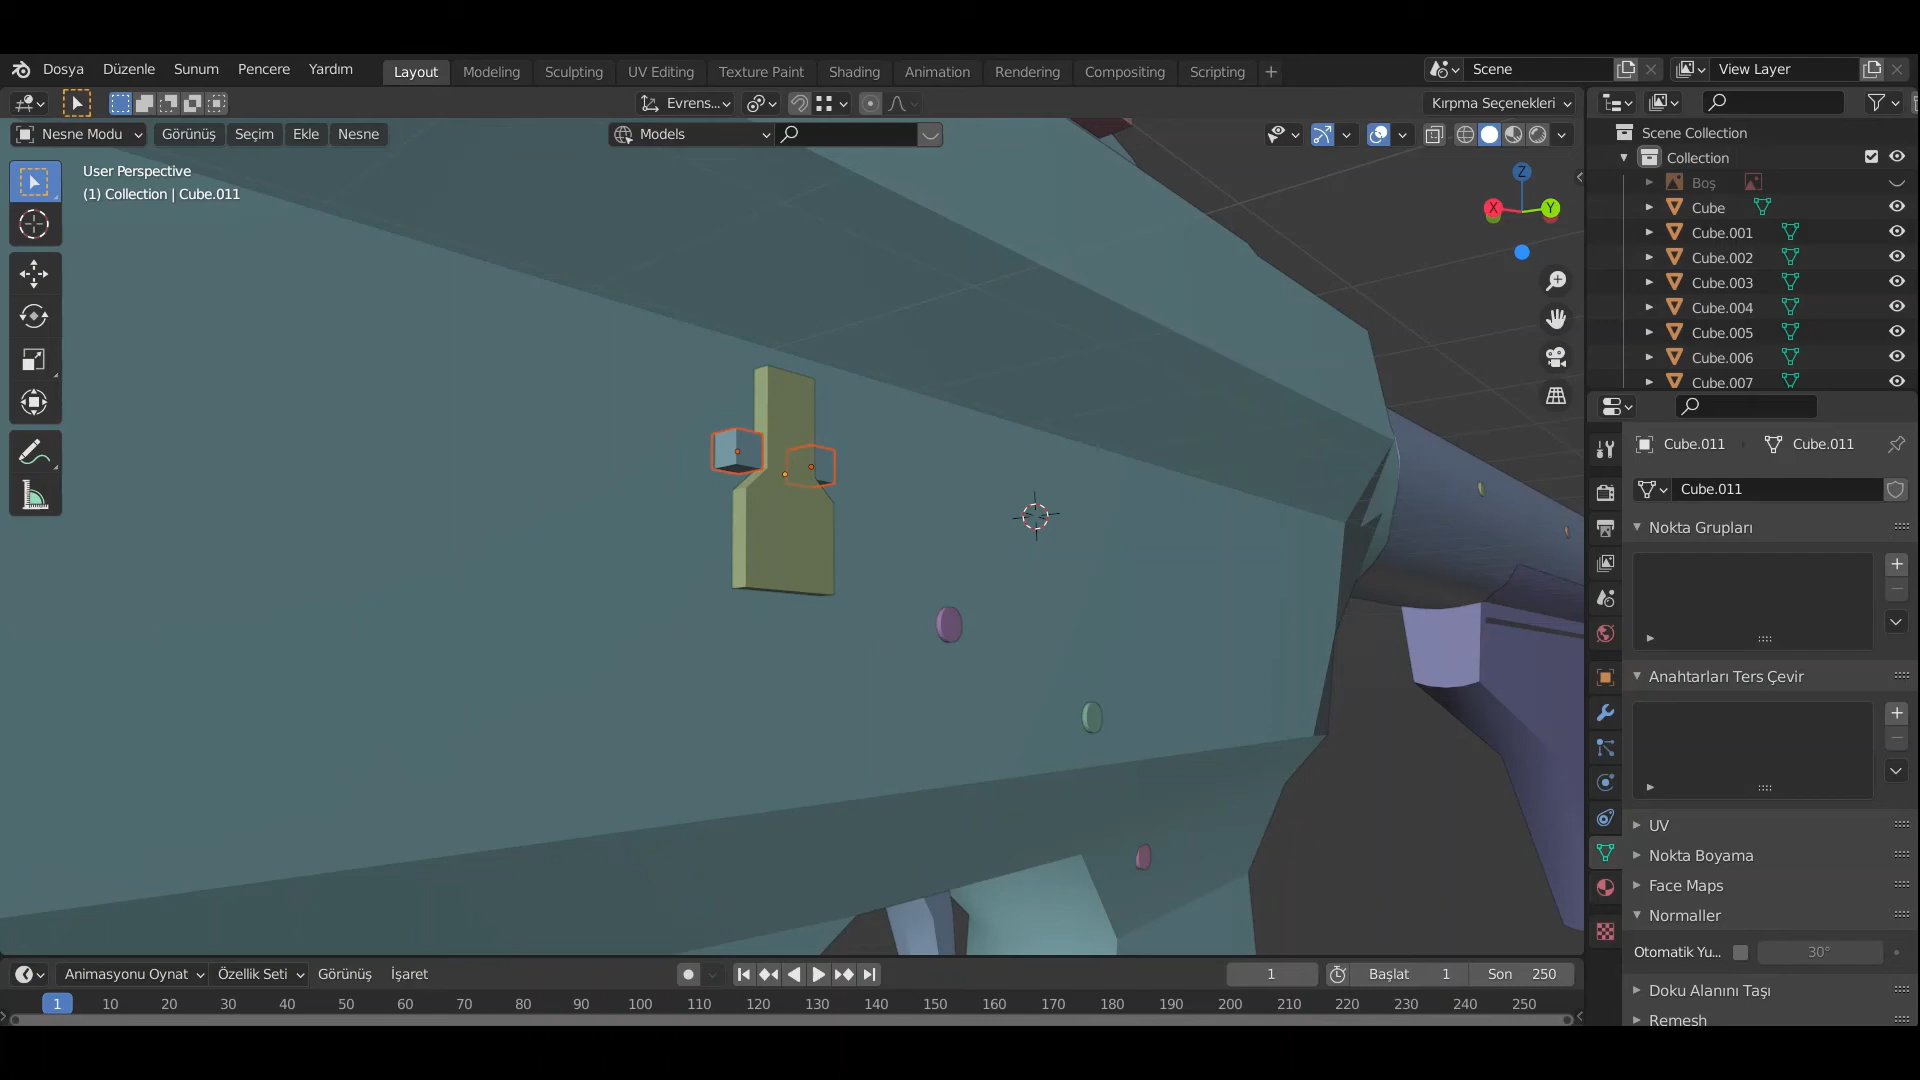 Dosya Düzenle Sunum Pencere Yardım Layout Modeling Sculpting UV Editing Texture Paint Shading Animation Rendering Compositing Scripting + Scene View Layer
Evrens... Kırpma Seçenekleri
Nesne Modu Görünüş Seçim Ekle Nesne Models
User Perspective
(1) Collection | Cube.011
Z
X Y
Scene Collection
Collection
Boş
Cube
Cube.001
Cube.002
Cube.003
Cube.004
Cube.005
Cube.006
Cube.007
Cube.011 Cube.011
Cube.011
Nokta Grupları
Anahtarları Ters Çevir
UV
Nokta Boyama
Face Maps
Normaller
Otomatik Yu... 30°
Doku Alanını Taşı
Remesh
Animasyonu Oynat Özellik Seti Görünüş İşaret 1 Başlat 1 Son 250
1 10 20 30 40 50 60 70 80 90 100 110 120 130 140 150 160 170 180 190 200 210 220 230 240 250